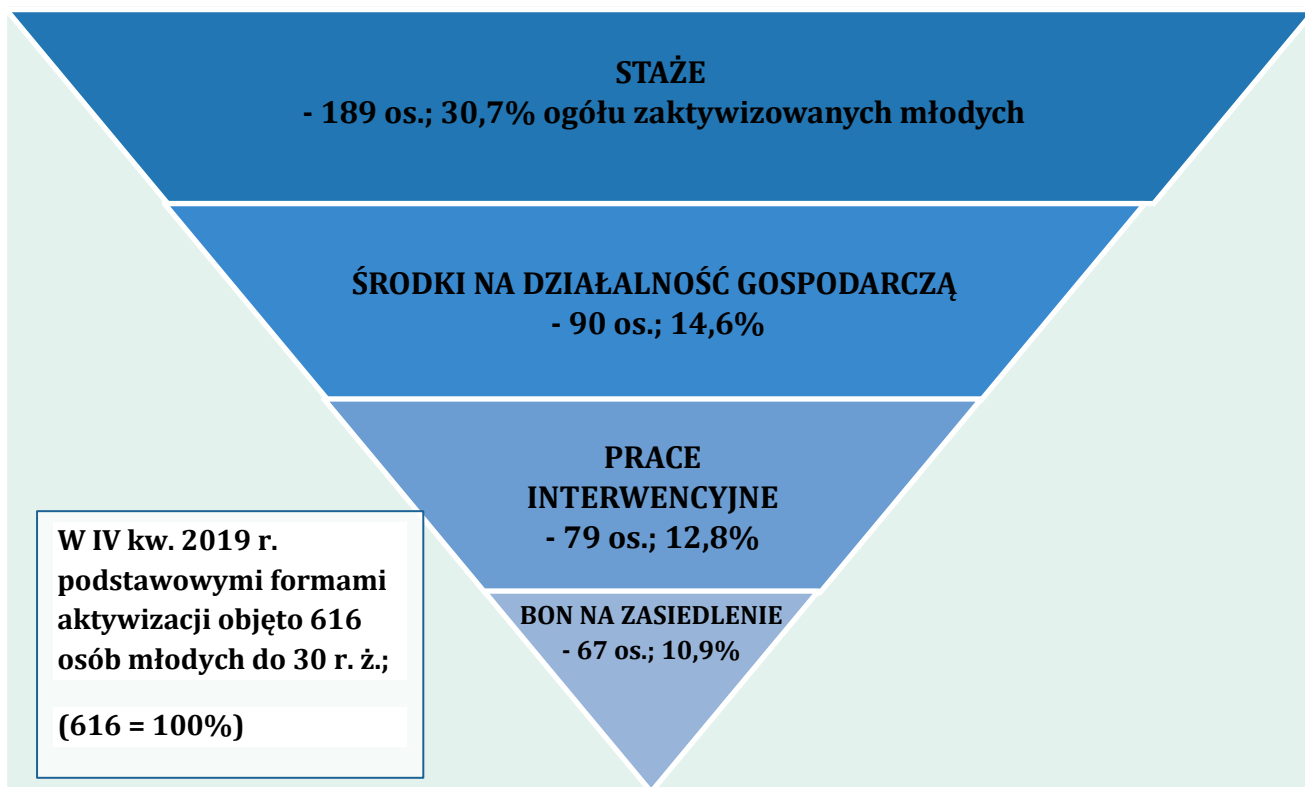 STAŻE
- 189 os.; 30,7% ogółu zaktywizowanych młodych
ŚRODKI NA DZIAŁALNOŚĆ GOSPODARCZĄ
- 90 os.; 14,6%
PRACE
INTERWENCYJNE
- 79 os.; 12,8%
BON NA ZASIEDLENIE
- 67 os.; 10,9%
W IV kw. 2019 r.
podstawowymi formami
aktywizacji objęto 616
osób młodych do 30 r. ż.;
(616 = 100%)